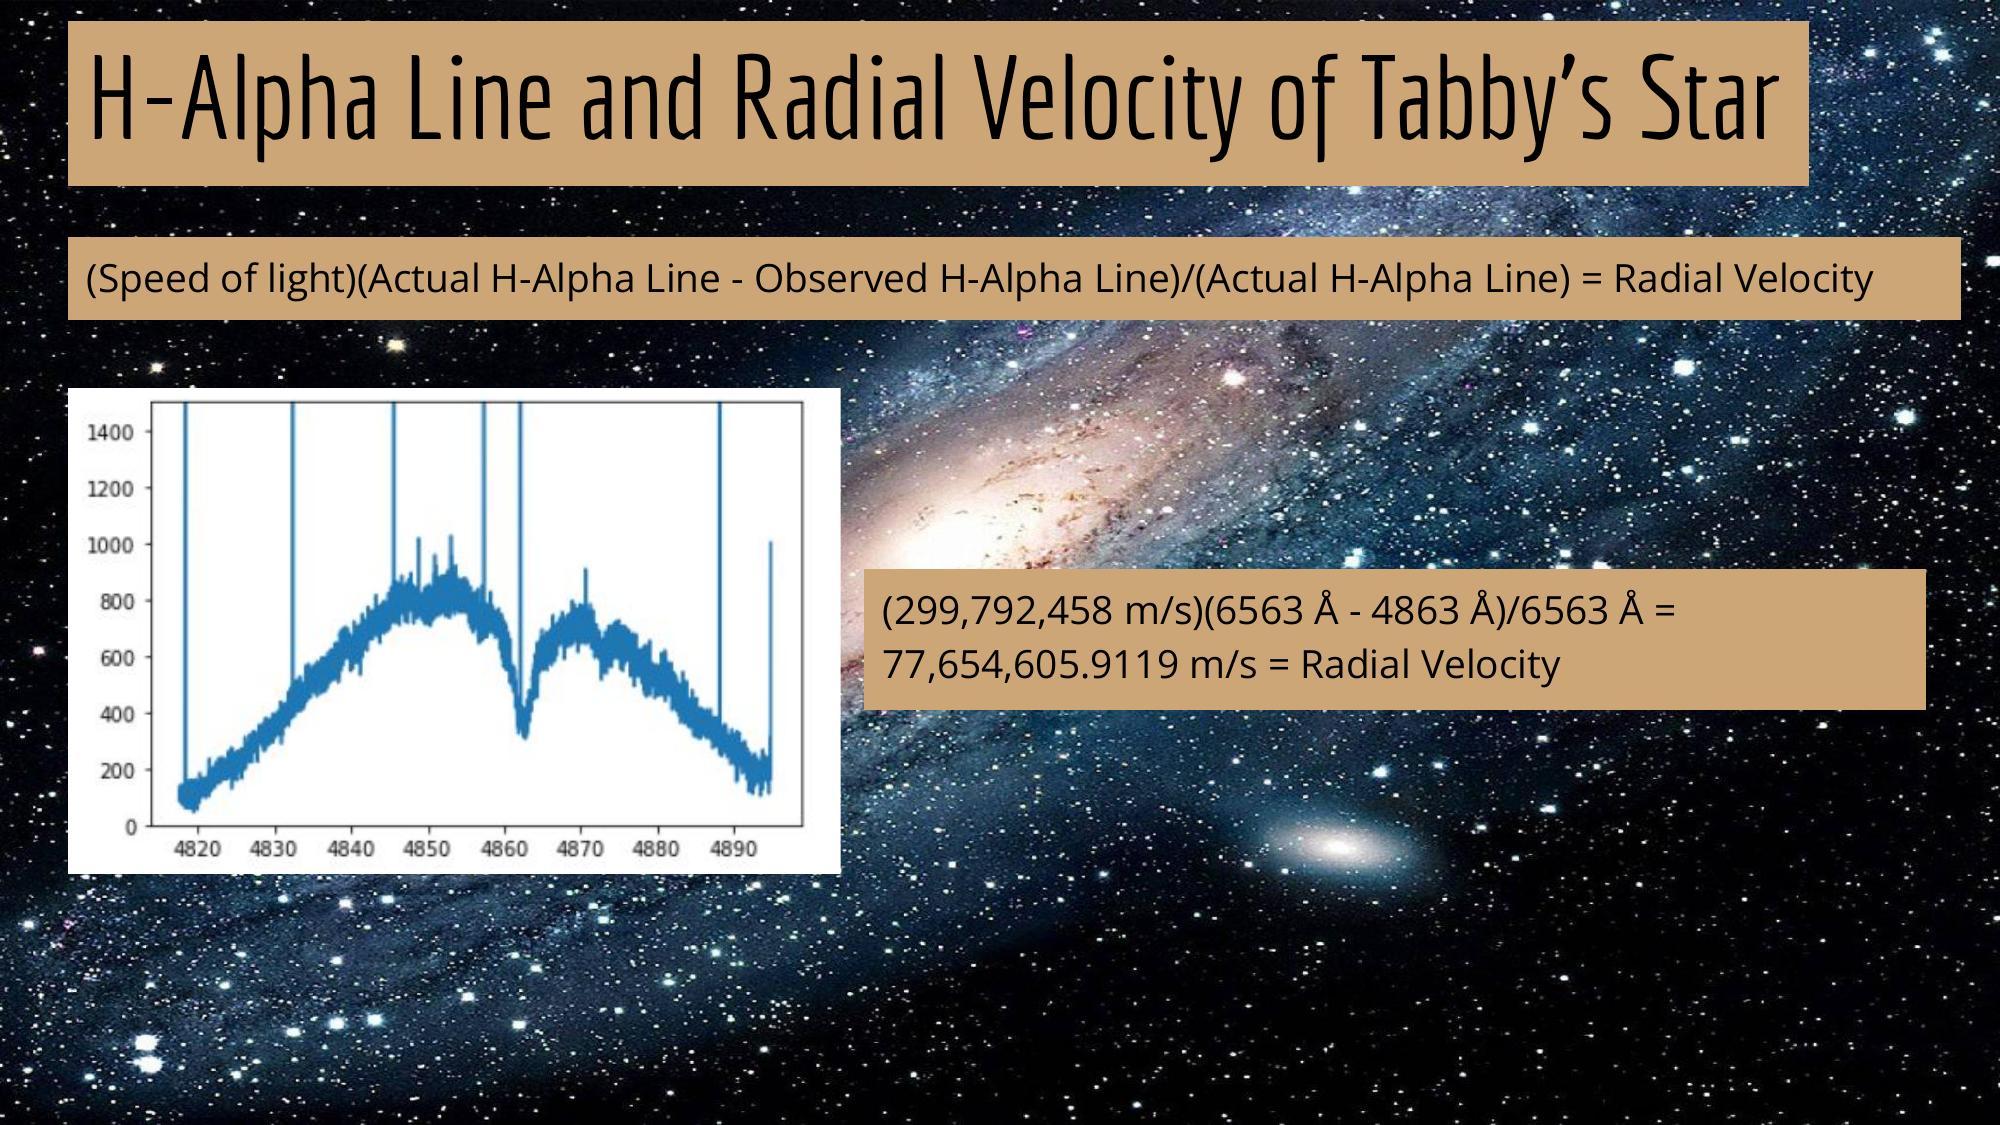 H-Alpha Line and Radial Velocity of Tabby's Star
(Speed of light)(Actual H-Alpha Line - Observed H-Alpha Line)/(Actual H-Alpha Line) = Radial Velocity
1400
1200
1000
800
600
400
200
0
4820 4830 4840 4850 4860 4870 4880 4890
(299,792,458 m/s)(6563 Å - 4863 Å)/6563 Å =
77,654,605.9119 m/s = Radial Velocity